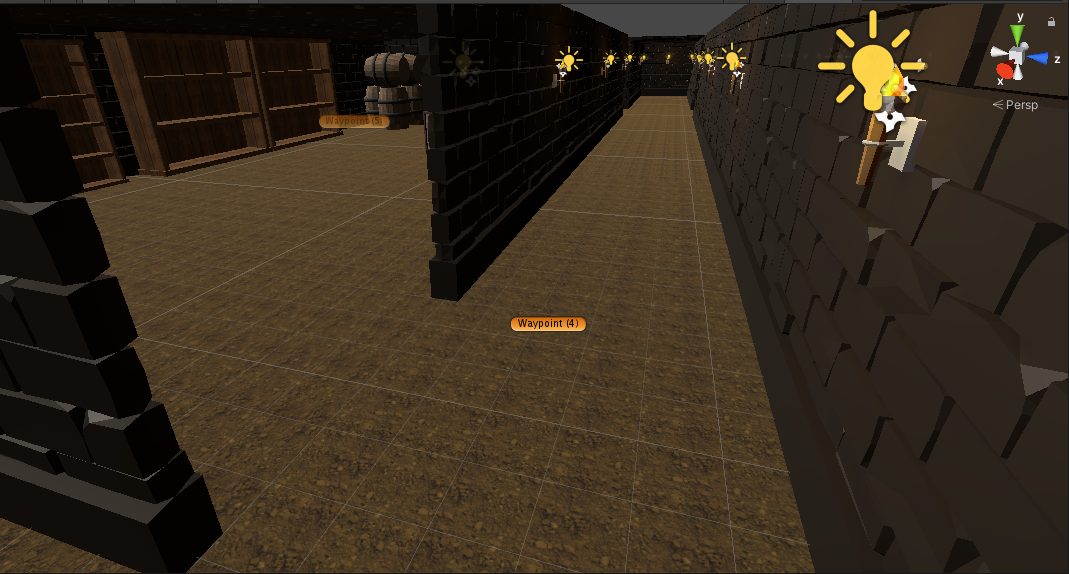 y
z
x
Persp
Waypoint (5)
Waypoint (4)